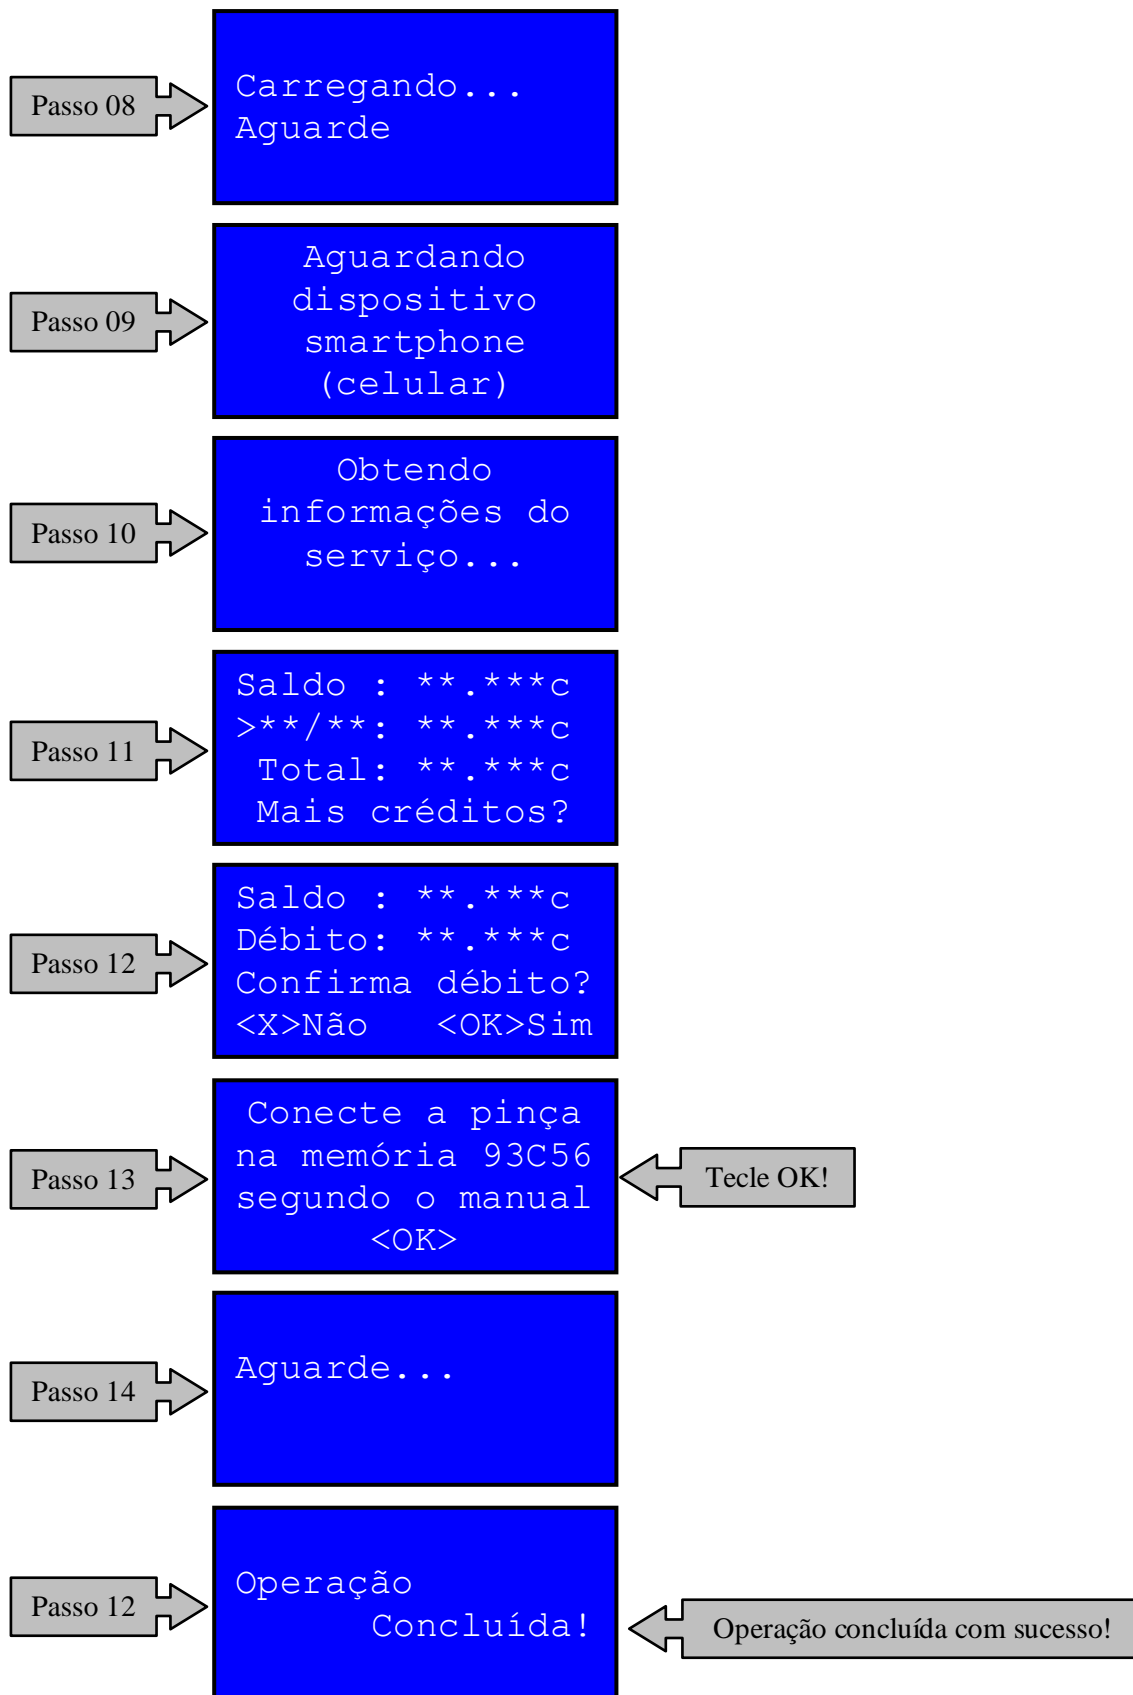 Passo 08
Carregando...
Aguarde
Passo 09
Aguardando
dispositivo
smartphone
(celular)
Passo 10
Obtendo
informações do
serviço...
Passo 11
Saldo : **.***c
>**/**: **.***c
Total: **.***c
Mais créditos?
Passo 12
Saldo : **.***c
Débito: **.***c
Confirma débito?
<X>Não <OK>Sim
Passo 13
Conecte a pinça
na memória 93C56
segundo o manual
<OK>
Tecle OK!
Passo 14
Aguarde...
Passo 12
Operação
Concluída!
Operação concluída com sucesso!